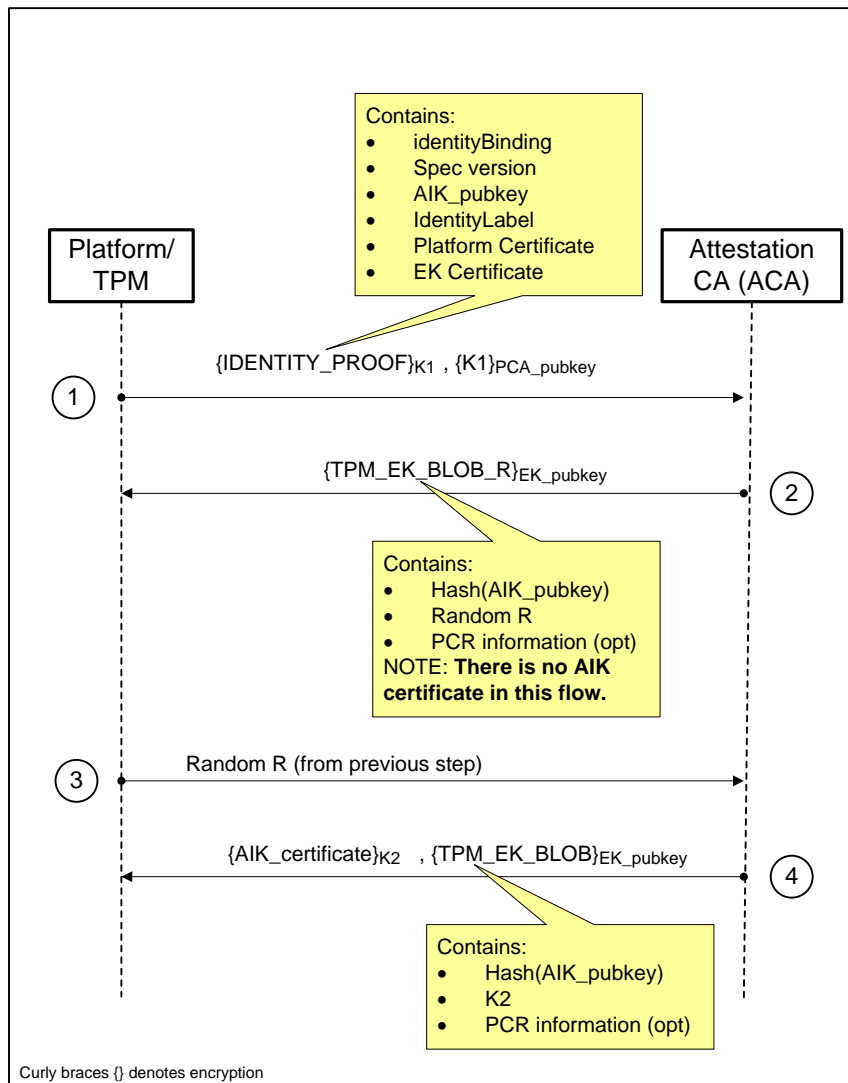 Contains:
• identityBinding
• Spec version
• AIK_pubkey
• IdentityLabel
• Platform Certificate
• EK Certificate
Platform/
TPM
Attestation
CA (ACA)
{IDENTITY_PROOF}K1 , {K1}PCA_pubkey
1
{TPM_EK_BLOB_R}EK_pubkey
2
Contains:
• Hash(AIK_pubkey)
• Random R
• PCR information (opt)
NOTE: There is no AIK
certificate in this flow.
Random R (from previous step)
3
{AIK_certificate}K2 , {TPM_EK_BLOB}EK_pubkey
4
Contains:
• Hash(AIK_pubkey)
• K2
• PCR information (opt)
Curly braces {} denotes encryption